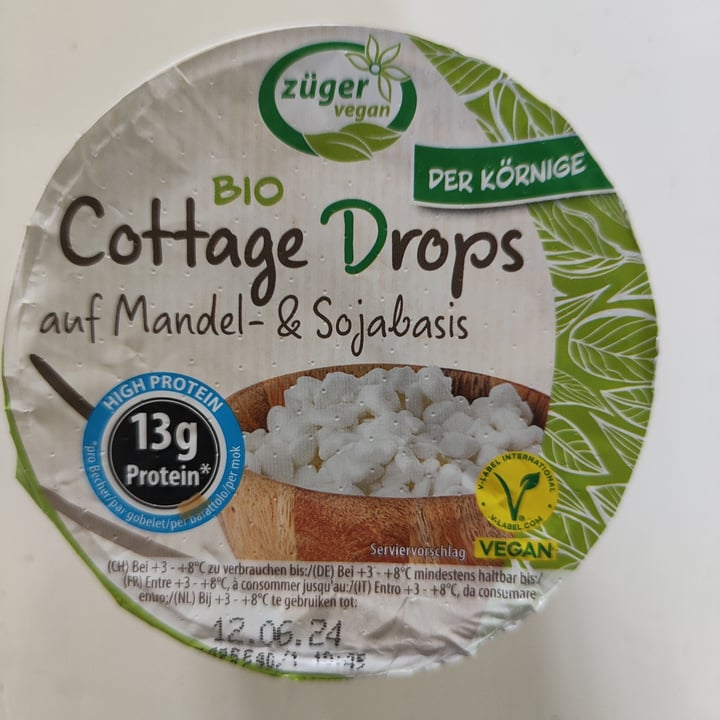 züger
vegan
DER KÖRNIGE
BIO
Cottage Drops
auf Mandel- & Sojabasis
HIGH PROTEIN
13g
Protein*
*pro Becher/par gobelet/per barattolo/per mok
V-LABEL INTERNATIONAL
V-LABEL.COM
VEGAN
Serviervorschlag
(CH) Bei +3 - +8°C zu verbrauchen bis:/(DE) Bei +3 - +8°C mindestens haltbar bis:/
(FR) Entre +3 - +8°C, à consommer jusqu'au:/(IT) Entro +3 - +8°C, da consumare
entro:/(NL) Bij +3 - +8°C te gebruiken tot:
12.06.24